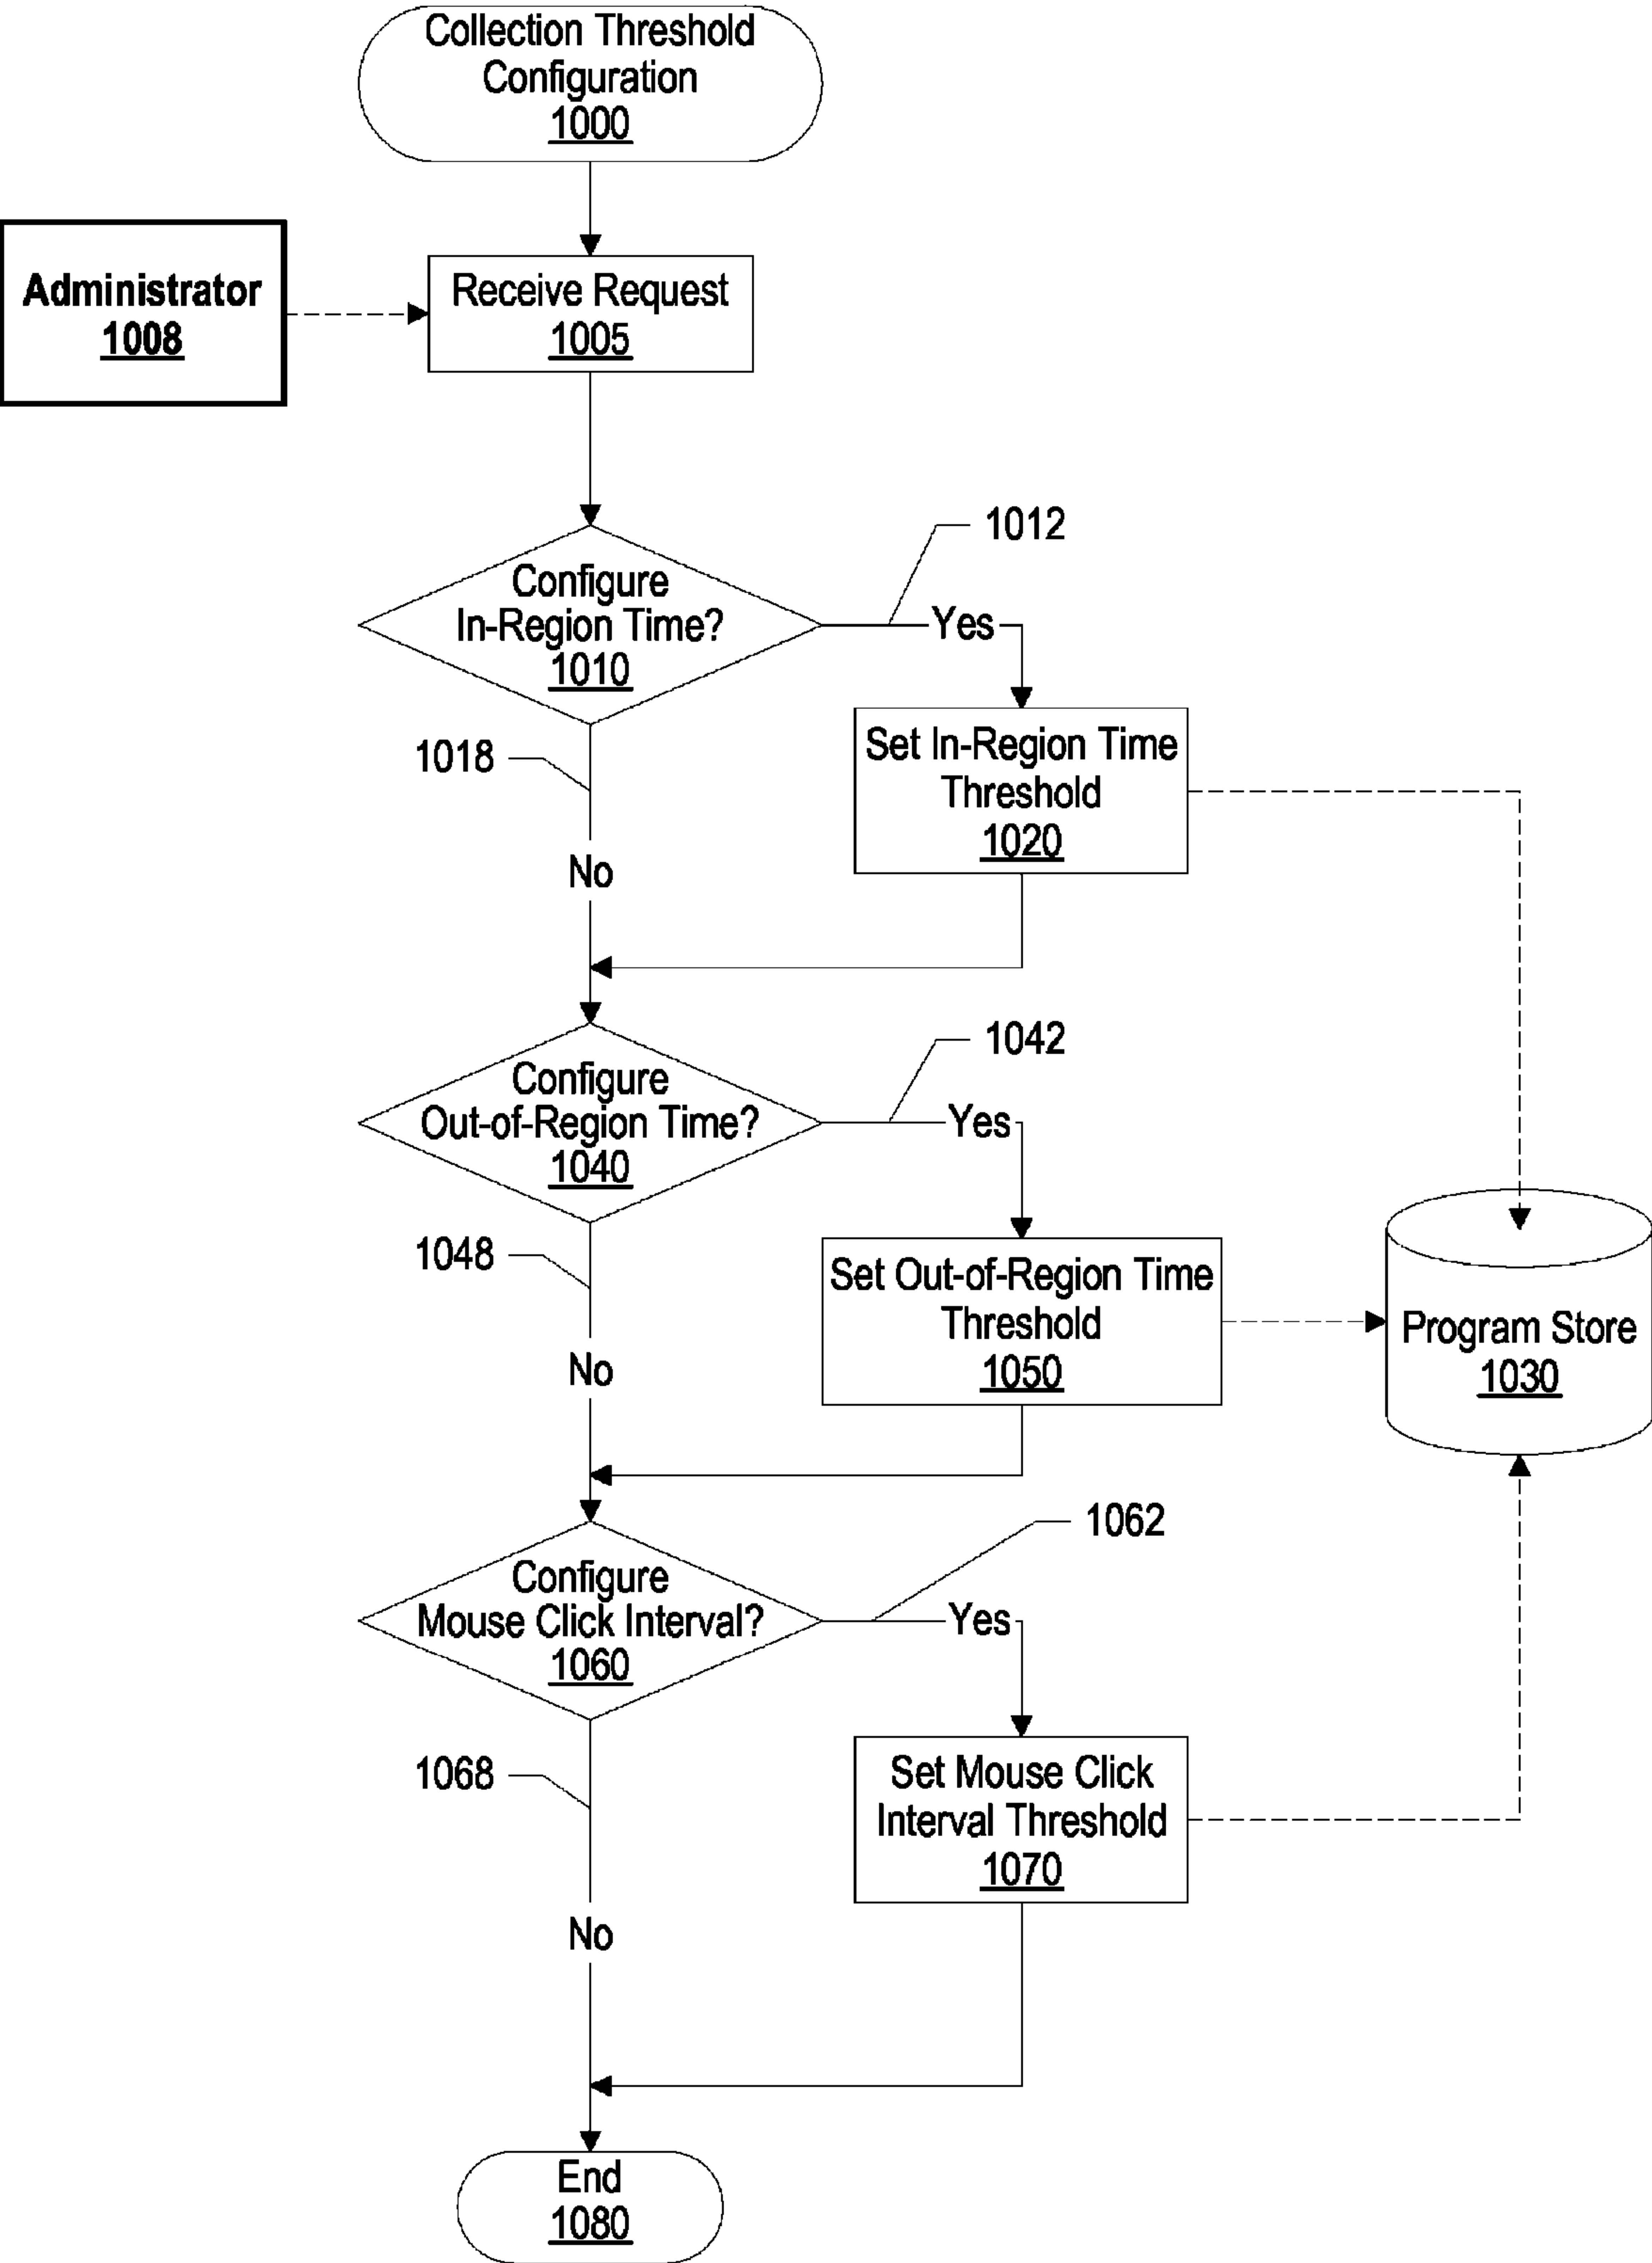 Collection Threshold
Configuration
1000
Administrator
1008
Receive Request
1005
1012
Configure
In-Region Time?
1010
Yes
1018
Set In-Region Time
Threshold
1020
No
1042
Configure
Out-of-Region Time?
1040
Yes
1048
Set Out-of-Region Time
Threshold
1050
Program Store
1030
No
1062
Configure
Mouse Click Interval?
1060
Yes
1068
Set Mouse Click
Interval Threshold
1070
No
End
1080